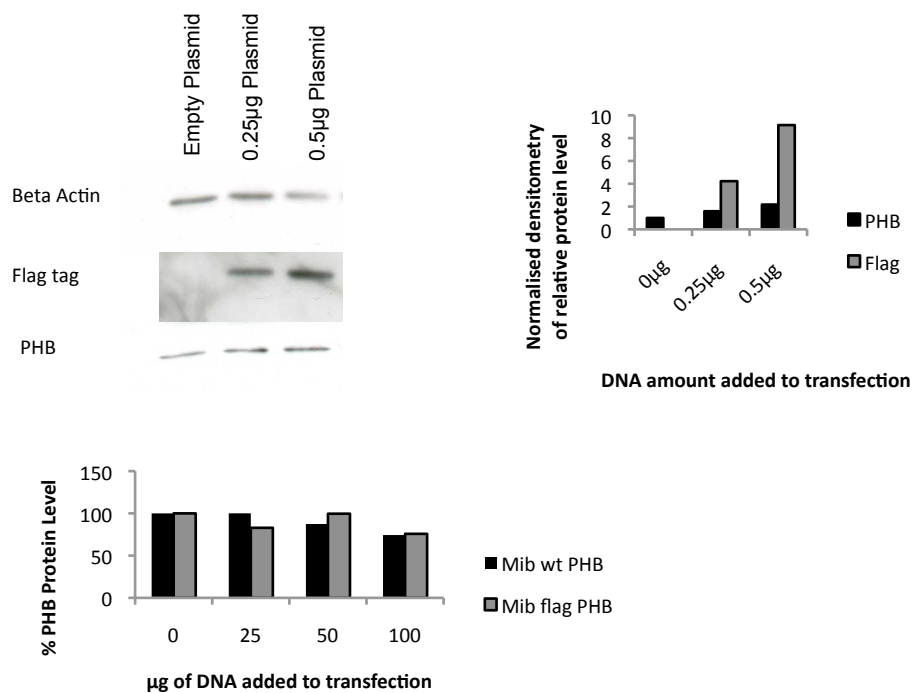 Empty Plasmid
0.25µg Plasmid
0.5µg Plasmid
Beta Actin
Flag tag
PHB
Normalised densitometry
of relative protein level
10
8
6
4
2
0
0µg
0.25µg
0.5µg
PHB
Flag
DNA amount added to transfection
% PHB Protein Level
150
100
50
0
0
25
50
100
Mib wt PHB
Mib flag PHB
µg of DNA added to transfection